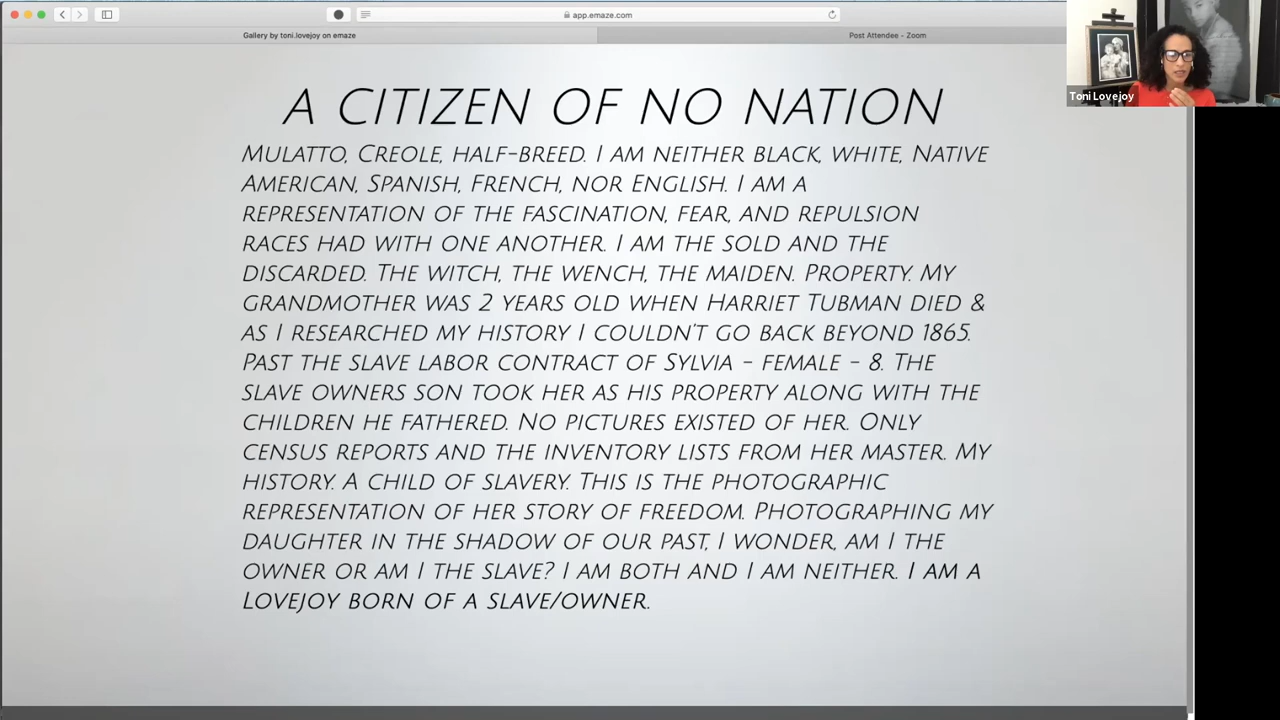 app.emaze.com
Gallery by toni.lovejoy on emaze
Post Attendee - Zoom
Toni Lovejoy
A CITIZEN OF NO NATION
MULATTO, CREOLE, HALF-BREED. I AM NEITHER BLACK, WHITE, NATIVE
AMERICAN, SPANISH, FRENCH, NOR ENGLISH. I AM A
REPRESENTATION OF THE FASCINATION, FEAR, AND REPULSION
RACES HAD WITH ONE ANOTHER. I AM THE SOLD AND THE
DISCARDED. THE WITCH, THE WENCH, THE MAIDEN. PROPERTY. MY
GRANDMOTHER WAS 2 YEARS OLD WHEN HARRIET TUBMAN DIED &
AS I RESEARCHED MY HISTORY I COULDN'T GO BACK BEYOND 1865.
PAST THE SLAVE LABOR CONTRACT OF SYLVIA - FEMALE - 8. THE
SLAVE OWNERS SON TOOK HER AS HIS PROPERTY ALONG WITH THE
CHILDREN HE FATHERED. NO PICTURES EXISTED OF HER. ONLY
CENSUS REPORTS AND THE INVENTORY LISTS FROM HER MASTER. MY
HISTORY. A CHILD OF SLAVERY. THIS IS THE PHOTOGRAPHIC
REPRESENTATION OF HER STORY OF FREEDOM. PHOTOGRAPHING MY
DAUGHTER IN THE SHADOW OF OUR PAST, I WONDER, AM I THE
OWNER OR AM I THE SLAVE? I AM BOTH AND I AM NEITHER. I AM A
LOVEJOY BORN OF A SLAVE/OWNER.